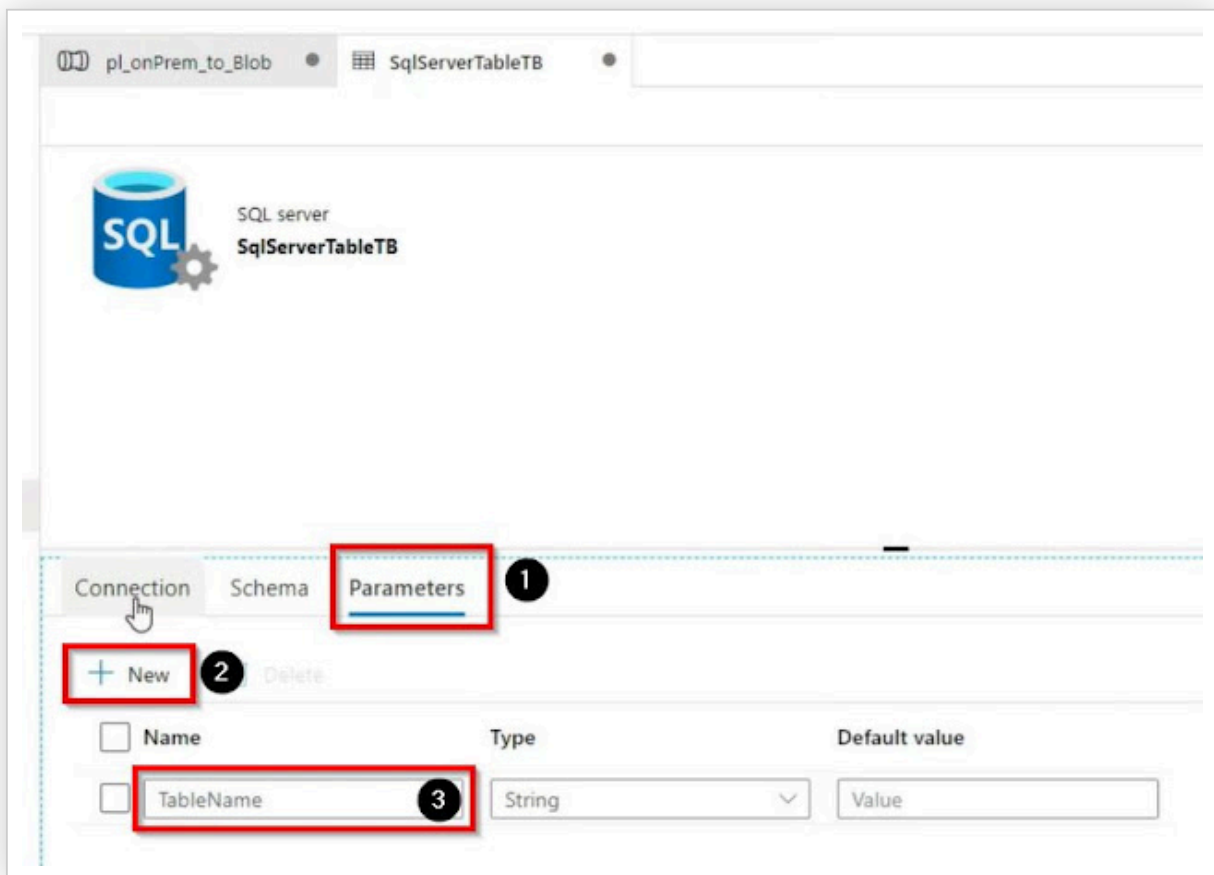 pl_onPrem_to_Blob SqlServerTableTB
SQL
SQL server
SqlServerTableTB
Connection Schema Parameters 1
+ New 2 Delete
Name Type Default value
TableName 3 String Value